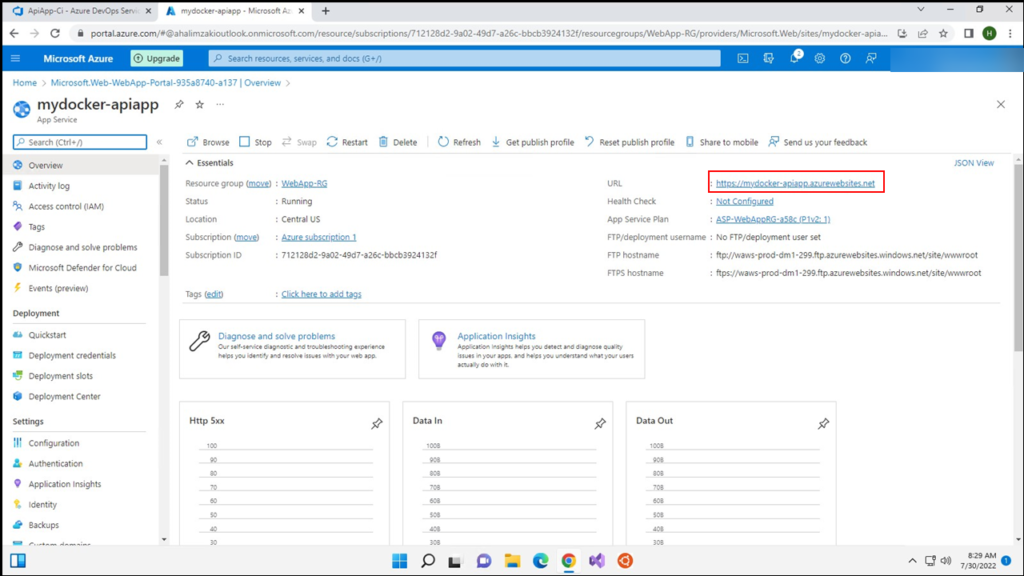 ApiApp-Ci - Azure DevOps Servi
mydocker-apiapp - Microsoft Az
portal.azure.com/#@ahalimzakioutlook.onmicrosoft.com/resource/subscriptions/712128d2-9a02-49d7-a26c-bbcb3924132f/resourcegroups/WebApp-RG/providers/Microsoft.Web/sites/mydocker-apia...
H
Microsoft Azure
Upgrade
Search resources, services, and docs (G+/)
2
Home > Microsoft.Web-WebApp-Portal-935a8740-a137 | Overview >
mydocker-apiapp
App Service
Search (Ctrl+/)
Overview
Activity log
Access control (IAM)
Tags
Diagnose and solve problems
Microsoft Defender for Cloud
Events (preview)
Deployment
Quickstart
Deployment credentials
Deployment slots
Deployment Center
Settings
Configuration
Authentication
Application Insights
Identity
Backups
Custom domains
Browse Stop Swap Restart Delete Refresh Get publish profile Reset publish profile Share to mobile Send us your feedback
Essentials
JSON View
Resource group (move) : WebApp-RG
Status : Running
Location : Central US
Subscription (move) : Azure subscription 1
Subscription ID : 712128d2-9a02-49d7-a26c-bbcb3924132f
URL : https://mydocker-apiapp.azurewebsites.net
Health Check : Not Configured
App Service Plan : ASP-WebAppRG-a58c (P1v2: 1)
FTP/deployment username : No FTP/deployment user set
FTP hostname : ftp://waws-prod-dm1-299.ftp.azurewebsites.windows.net/site/wwwroot
FTPS hostname : ftps://waws-prod-dm1-299.ftp.azurewebsites.windows.net/site/wwwroot
Tags (edit) : Click here to add tags
Diagnose and solve problems
Our self-service diagnostic and troubleshooting experience
helps you identify and resolve issues with your web app.
Application Insights
Application Insights helps you detect and diagnose quality
issues in your apps, and helps you understand what your users
actually do with it.
Http 5xx
100
90
80
70
60
50
40
30
Data In
100B
90B
80B
70B
60B
50B
40B
30B
Data Out
100B
90B
80B
70B
60B
50B
40B
30B
8:29 AM
7/30/2022
1